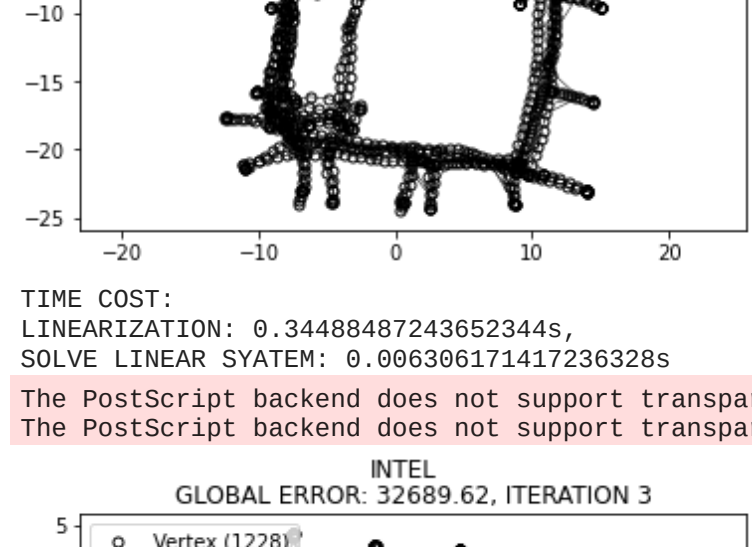 −10
−15
−20
−25
−20 −10 0 10 20
TIME COST:
LINEARIZATION: 0.34488487243652344s,
SOLVE LINEAR SYATEM: 0.006306171417236328s
The PostScript backend does not support transpa
The PostScript backend does not support transpa
INTEL
GLOBAL ERROR: 32689.62, ITERATION 3
5
Vertex (1228)